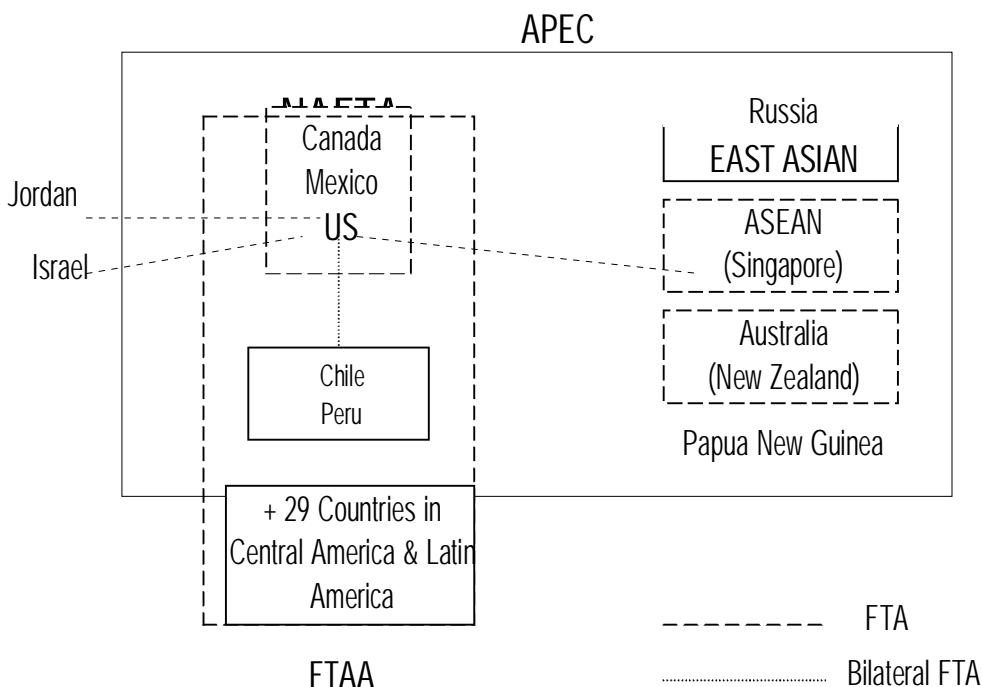 APEC
NAFTA
Canada
Mexico
US
Jordan
Israel
Chile
Peru
+ 29 Countries in
Central America & Latin
America
FTAA
Russia
EAST ASIAN
ASEAN
(Singapore)
Australia
(New Zealand)
Papua New Guinea
FTA
Bilateral FTA